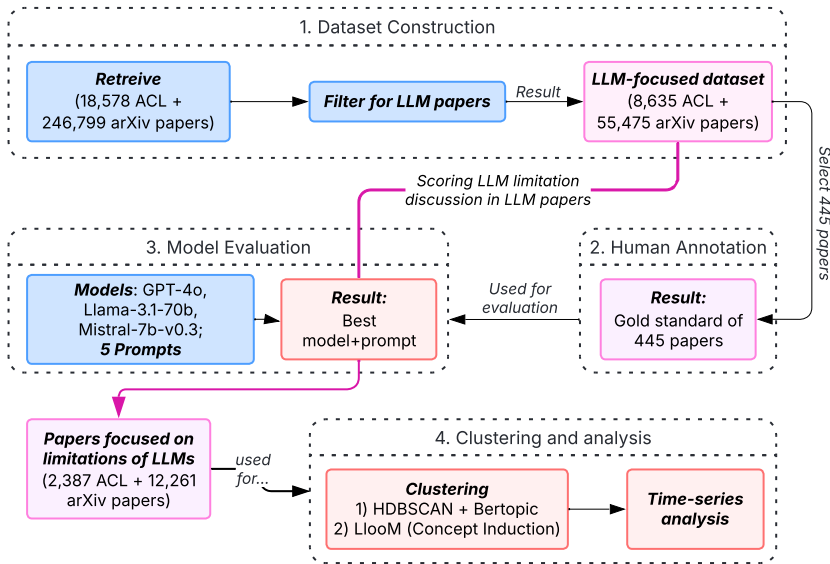 1. Dataset Construction
Retreive
(18,578 ACL +
246,799 arXiv papers)
Filter for LLM papers
Result
LLM-focused dataset
(8,635 ACL +
55,475 arXiv papers)
Select 445 papers
Scoring LLM limitation
discussion in LLM papers
3. Model Evaluation
Models: GPT-4o,
Llama-3.1-70b,
Mistral-7b-v0.3;
5 Prompts
Result:
Best
model+prompt
Used for
evaluation
2. Human Annotation
Result:
Gold standard of
445 papers
Papers focused on
limitations of LLMs
(2,387 ACL + 12,261
arXiv papers)
used
for...
4. Clustering and analysis
Clustering
1) HDBSCAN + Bertopic
2) LlooM (Concept Induction)
Time-series
analysis